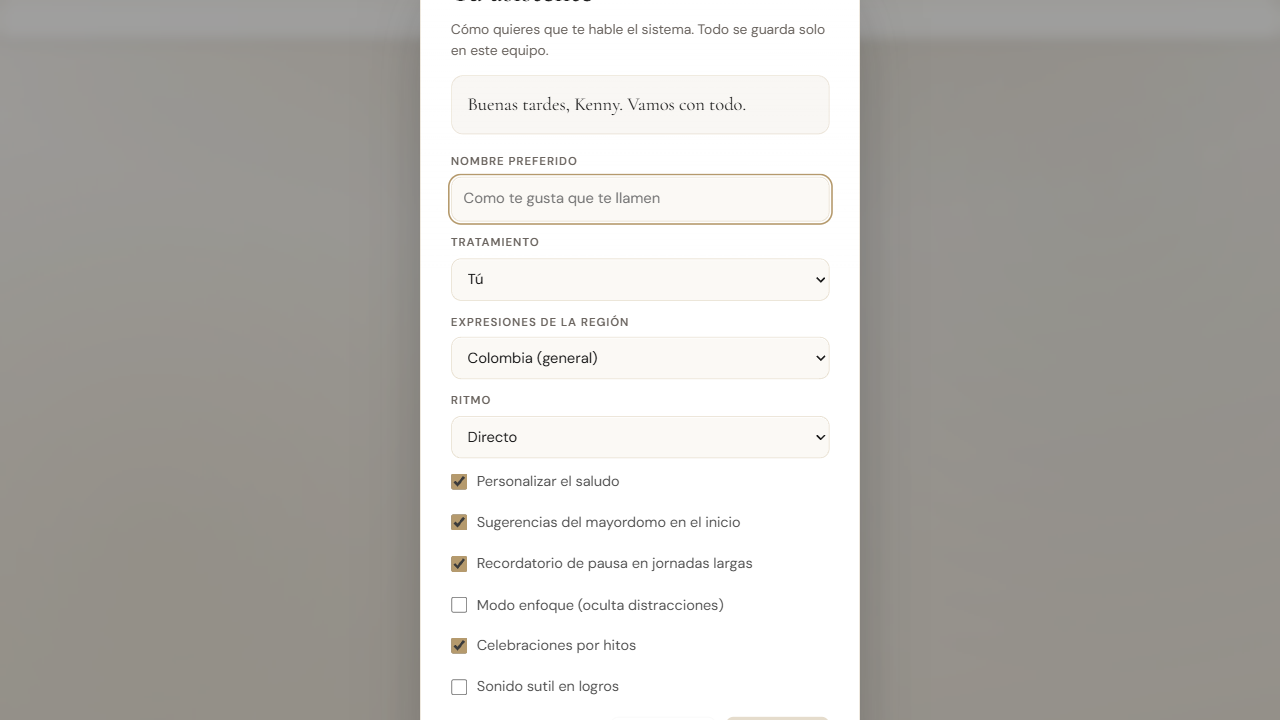 Cómo quieres que te hable el sistema. Todo se guarda solo
en este equipo.
Buenas tardes, Kenny. Vamos con todo.
NOMBRE PREFERIDO
Como te gusta que te llamen
TRATAMIENTO
Tú
EXPRESIONES DE LA REGIÓN
Colombia (general)
RITMO
Directo
Personalizar el saludo
Sugerencias del mayordomo en el inicio
Recordatorio de pausa en jornadas largas
Modo enfoque (oculta distracciones)
Celebraciones por hitos
Sonido sutil en logros